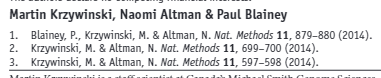 Martin Krzywinski, Naomi Altman & Paul Blainey
1. Blainey, P., Krzywinski, M. & Altman, N. Nat. Methods 11, 879–880 (2014).
2. Krzywinski, M. & Altman, N. Nat. Methods 11, 699–700 (2014).
3. Krzywinski, M. & Altman, N. Nat. Methods 11, 597–598 (2014).